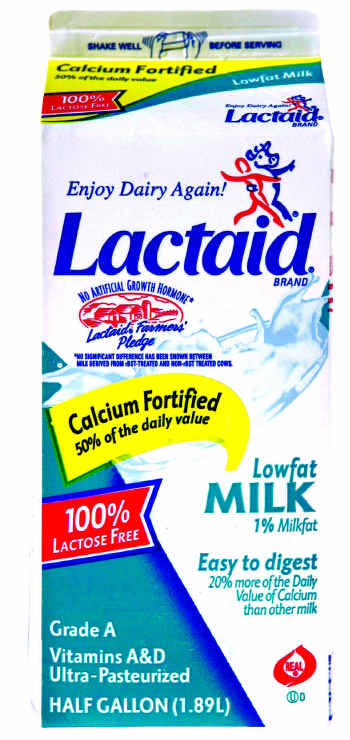 SHAKE WELL BEFORE SERVING
Calcium Fortified
50% of the daily value
Lowfat Milk
100%
LACTOSE FREE
Enjoy Dairy Again!
Lactaid®
BRAND
Enjoy Dairy Again!
Lactaid®
BRAND
NO ARTIFICIAL GROWTH HORMONE*
Lactaid® Farmers'
Pledge
*NO SIGNIFICANT DIFFERENCE HAS BEEN SHOWN BETWEEN
MILK DERIVED FROM rBST-TREATED AND NON-rBST TREATED COWS.
Calcium Fortified
50% of the daily value
Lowfat
MILK
1% Milkfat
100%
LACTOSE FREE
Easy to digest
20% more of the Daily
Value of Calcium
than other milk
Grade A
Vitamins A&D
Ultra-Pasteurized
HALF GALLON (1.89L)
REAL®
U D